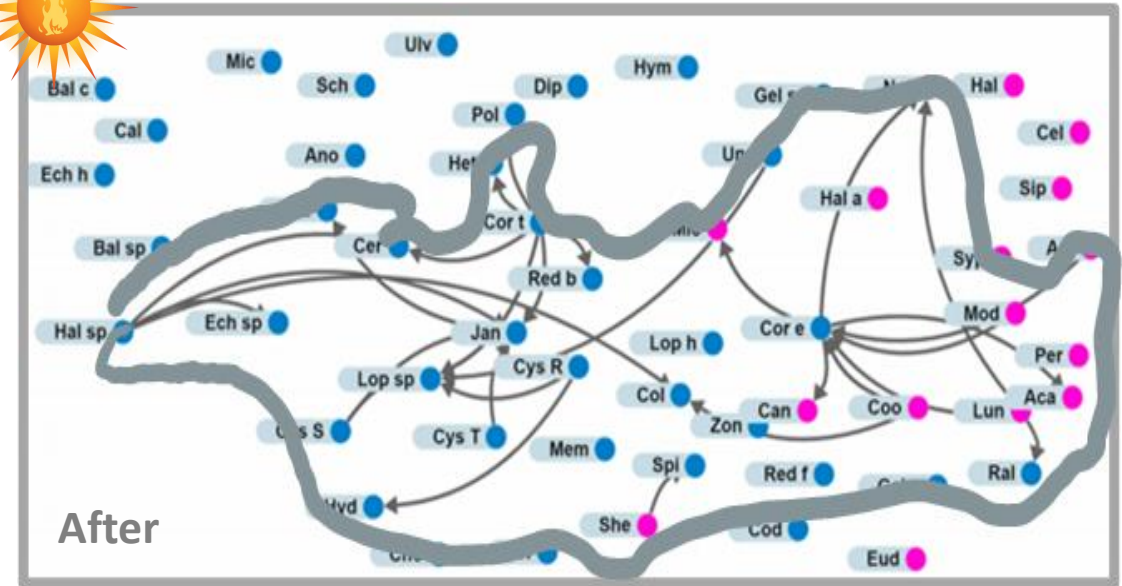 Ulv
Mic
Hym
Bal c
Sch
Dip
Hal
Gel
Pol
Cal
Cel
Ano
Het
Un
Ech h
Sip
Hal a
Cor t
Bal sp
Cer
Red b
Mod
Ech sp
Hal sp
Jan
Cor e
Lop h
Per
Cys R
Lop sp
Col
Aca
Can
Coo
Lun
Zon
Cys T
Mem
Spi
Red f
Ral
She
After
Cod
Eud